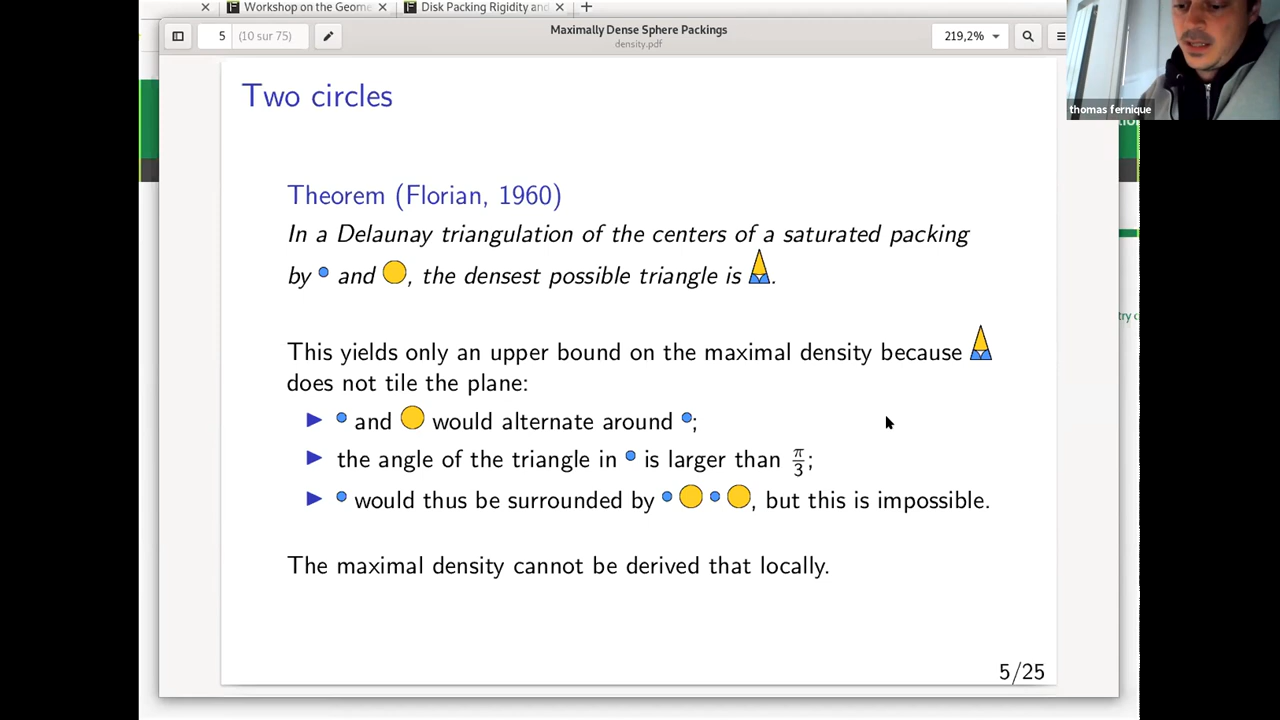 Workshop on the Geome
Disk Packing Rigidity and
5 (10 sur 75)
Maximally Dense Sphere Packings
density.pdf
219,2%
thomas fernique
Two circles
Theorem (Florian, 1960)
In a Delaunay triangulation of the centers of a saturated packing
by and , the densest possible triangle is .
This yields only an upper bound on the maximal density because
does not tile the plane:
and would alternate around ;
the angle of the triangle in is larger than π/3;
would thus be surrounded by , but this is impossible.
The maximal density cannot be derived that locally.
5/25